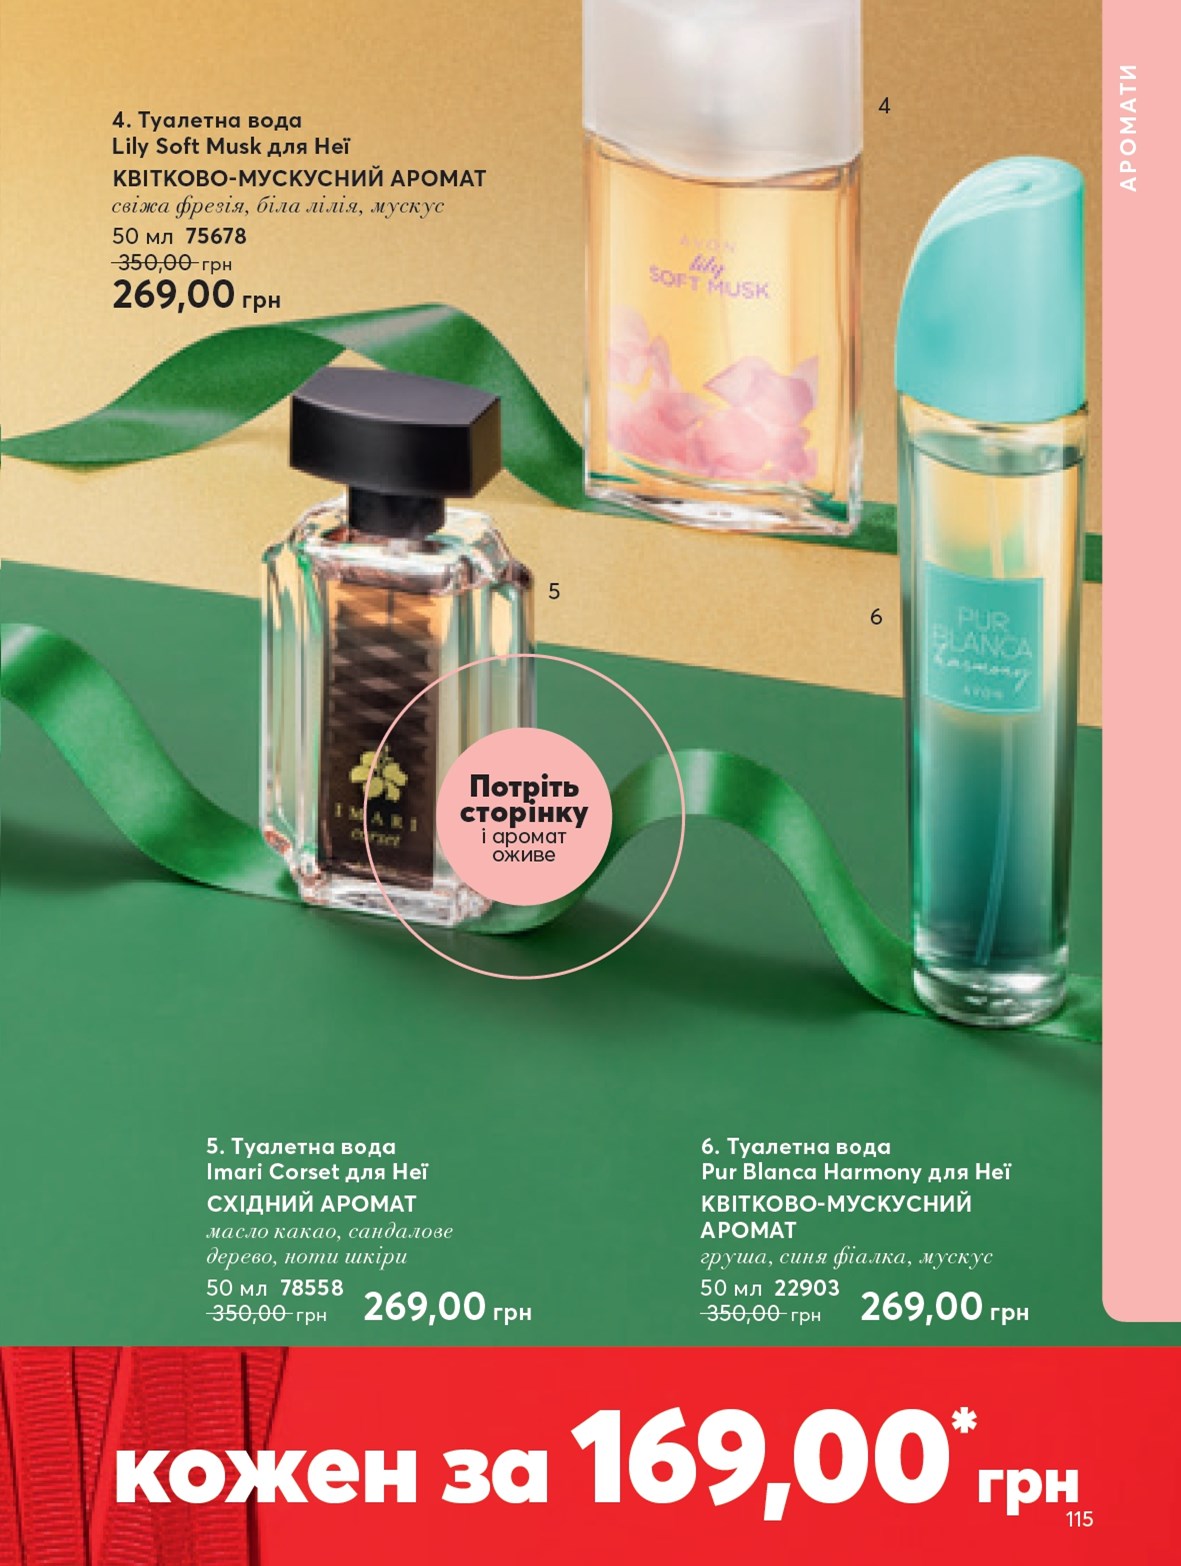 АРОМАТИ
4. Туалетна вода
Lily Soft Musk для Неї
КВІТКОВО-МУСКУСНИЙ АРОМАТ
свіжа фрезія, біла лілія, мускус
50 мл 75678
350,00 грн
269,00 грн
4
AVON
lily
SOFT MUSK
5
6
PUR
BLANCA
Harmony
AVON
IMARI
corset
Потріть
сторінку
і аромат
оживе
5. Туалетна вода
Imari Corset для Неї
СХІДНИЙ АРОМАТ
масло какао, сандалове
дерево, ноти шкіри
50 мл 78558
350,00 грн
269,00 грн
6. Туалетна вода
Pur Blanca Harmony для Неї
КВІТКОВО-МУСКУСНИЙ
АРОМАТ
груша, синя фіалка, мускус
50 мл 22903
350,00 грн
269,00 грн
кожен за 169,00* грн
115